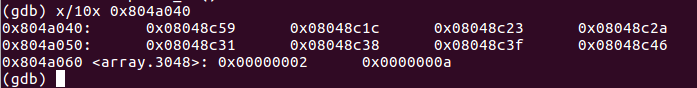 (gdb) x/10x 0x804a040
0x804a040: 0x08048c59 0x08048c1c 0x08048c23 0x08048c2a
0x804a050: 0x08048c31 0x08048c38 0x08048c3f 0x08048c46
0x804a060 <array.3048>: 0x00000002 0x0000000a
(gdb)